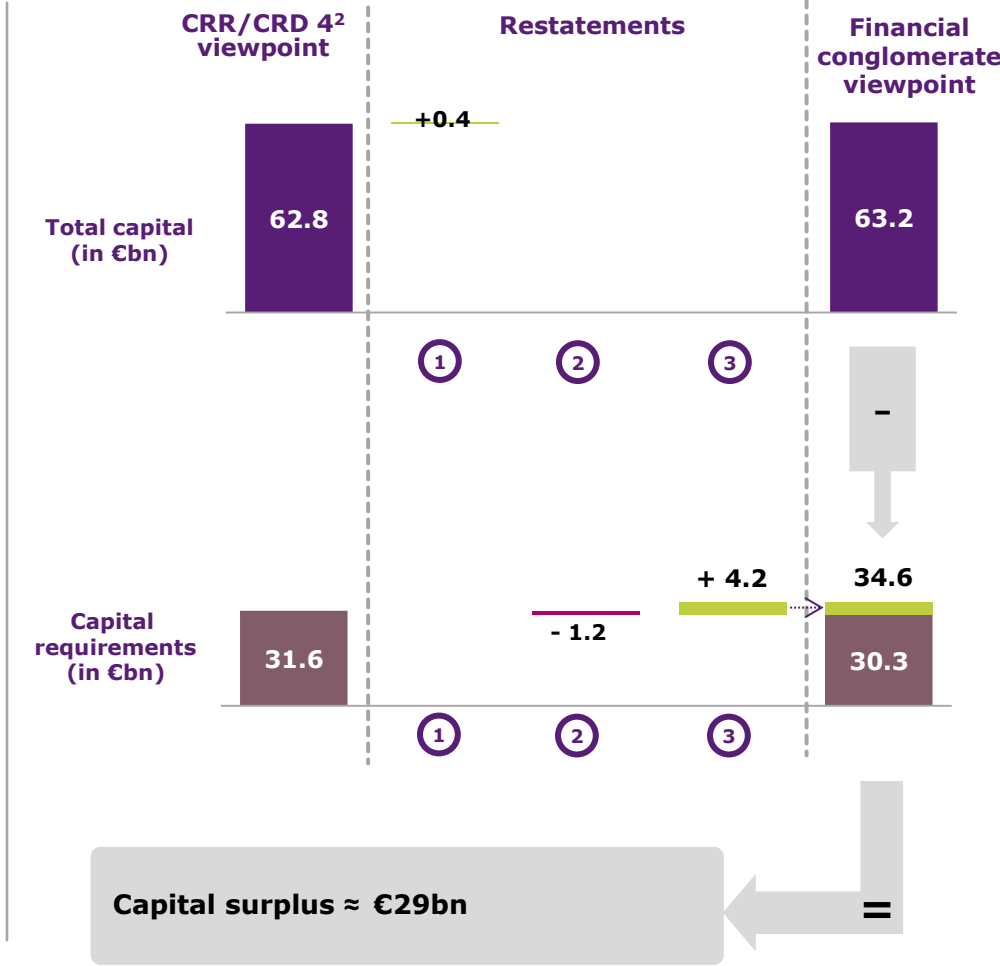 CRR/CRD 4²
viewpoint
Restatements
Financial
conglomerate
viewpoint
+0.4
Total capital
(in €bn)
62.8
63.2
1
2
3
–
+ 4.2
34.6
Capital
requirements
(in €bn)
31.6
- 1.2
30.3
1
2
3
Capital surplus ≈ €29bn
=